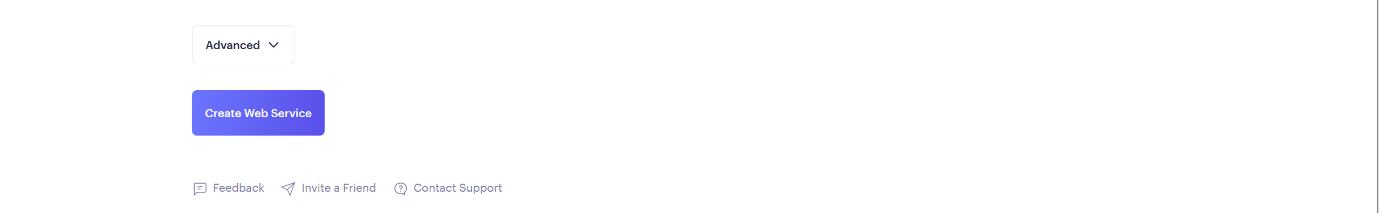 Advanced
Create Web Service
Feedback Invite a Friend Contact Support